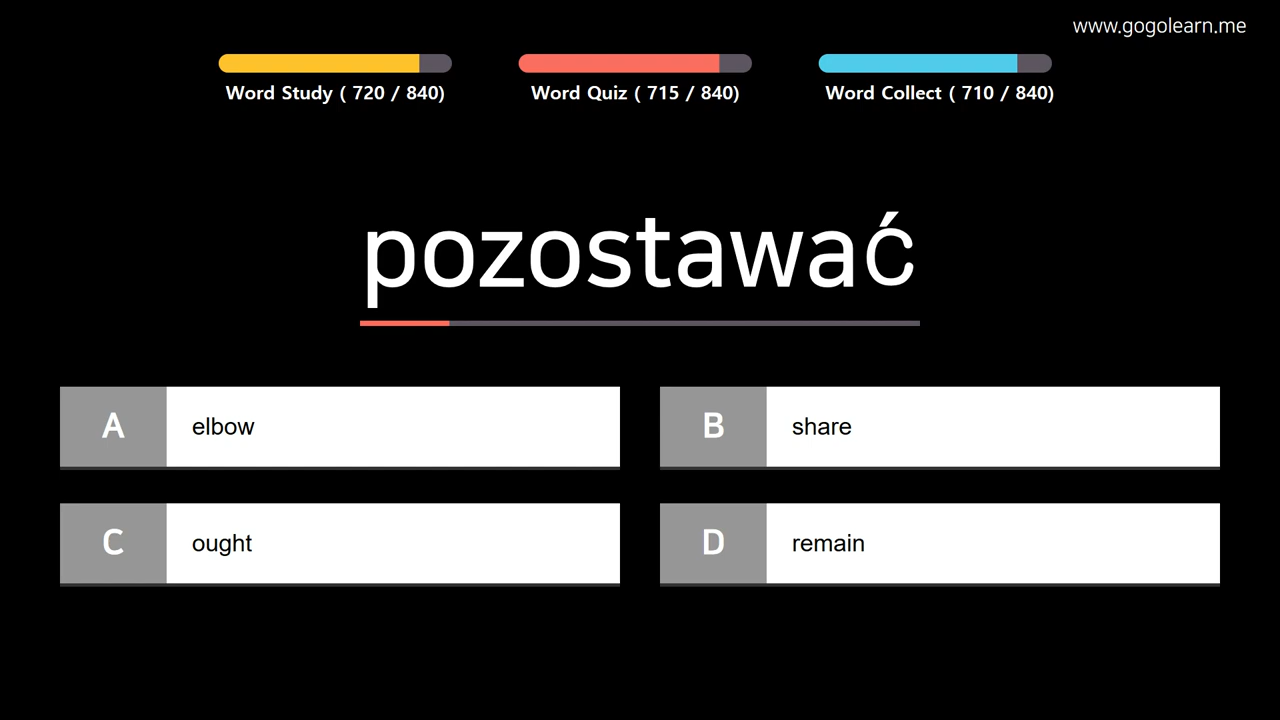 www.gogolearn.me
Word Study ( 720 / 840)
Word Quiz ( 715 / 840)
Word Collect ( 710 / 840)
pozostawać
A elbow
B share
C ought
D remain